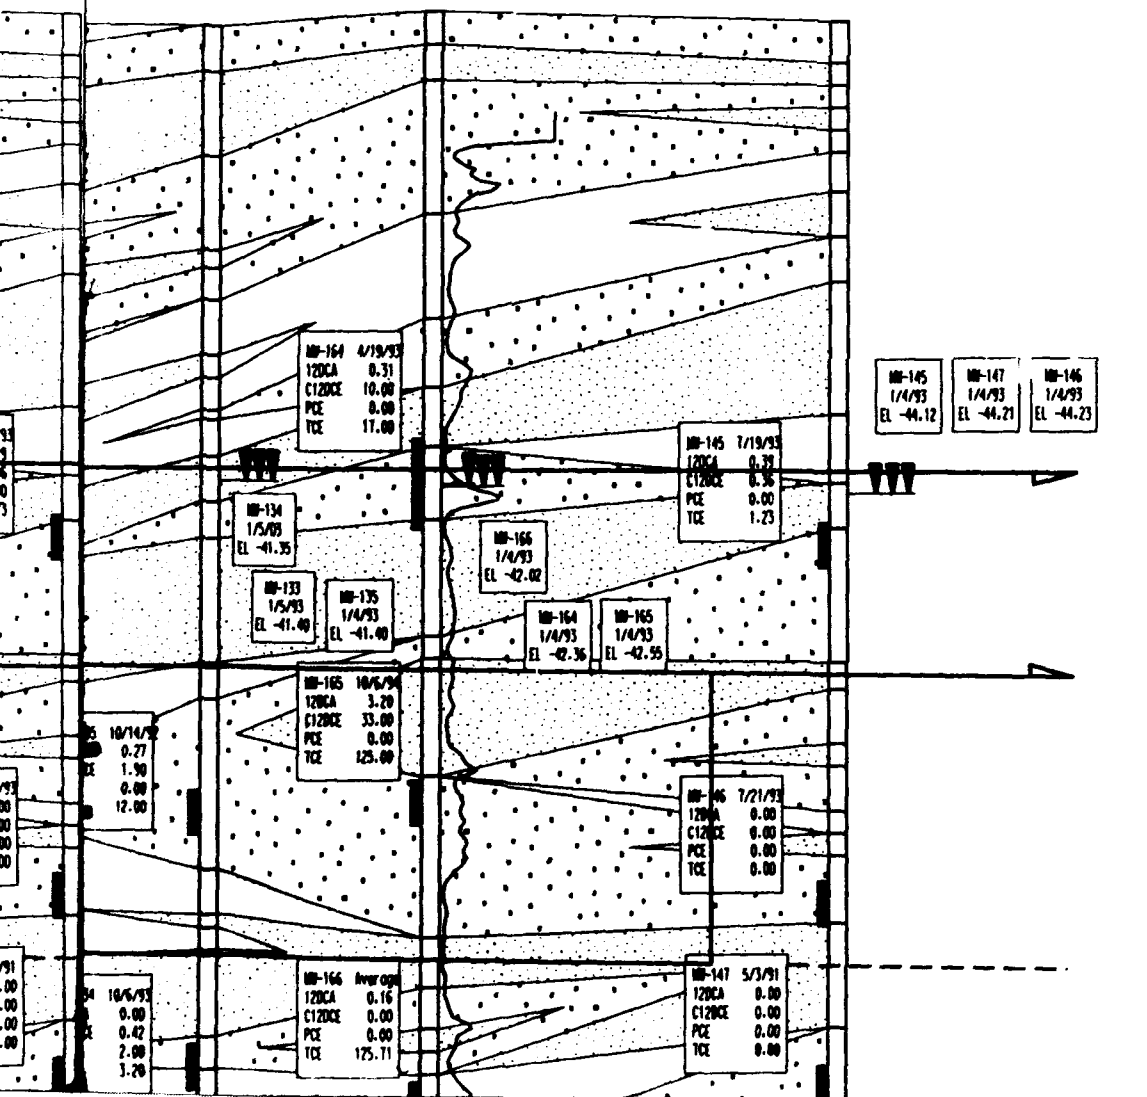 MW-164 4/19/93
12DCA 0.31
C12DCE 10.00
PCE 0.00
TCE 17.00
MW-145
1/4/93
EL -44.12
MW-147
1/4/93
EL -44.21
MW-146
1/4/93
EL -44.23
MW-145 7/19/93
12DCA 0.39
C12DCE 0.36
PCE 0.00
TCE 1.23
MW-134
1/5/03
EL -41.35
MW-166
1/4/93
EL -42.02
MW-133
1/5/93
EL -41.40
MW-135
1/4/93
EL -41.40
MW-164
1/4/93
EL -42.36
MW-165
1/4/93
EL -42.55
MW-165 10/6/94
12DCA 3.20
C12DCE 33.00
PCE 0.00
TCE 125.00
10/14/92
0.27
CE 1.90
0.00
12.00
MW-146 7/21/93
12DCA 0.00
C12DCE 0.00
PCE 0.00
TCE 0.00
MW-166 Average
12DCA 0.16
C12DCE 0.00
PCE 0.00
TCE 125.71
MW-147 5/3/91
12DCA 0.00
C12DCE 0.00
PCE 0.00
TCE 0.00
10/6/93
0.00
0.42
2.00
3.20